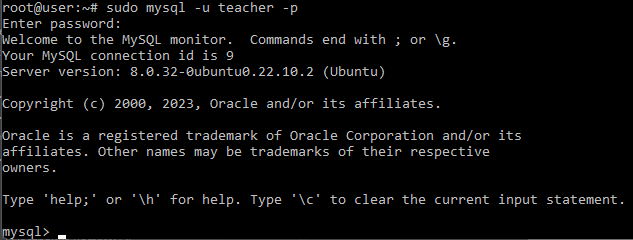 root@user:~# sudo mysql -u teacher -p
Enter password:
Welcome to the MySQL monitor.  Commands end with ; or \g.
Your MySQL connection id is 9
Server version: 8.0.32-0ubuntu0.22.10.2 (Ubuntu)
Copyright (c) 2000, 2023, Oracle and/or its affiliates.
Oracle is a registered trademark of Oracle Corporation and/or its
affiliates. Other names may be trademarks of their respective
owners.
Type 'help;' or '\h' for help. Type '\c' to clear the current input statement.
mysql>